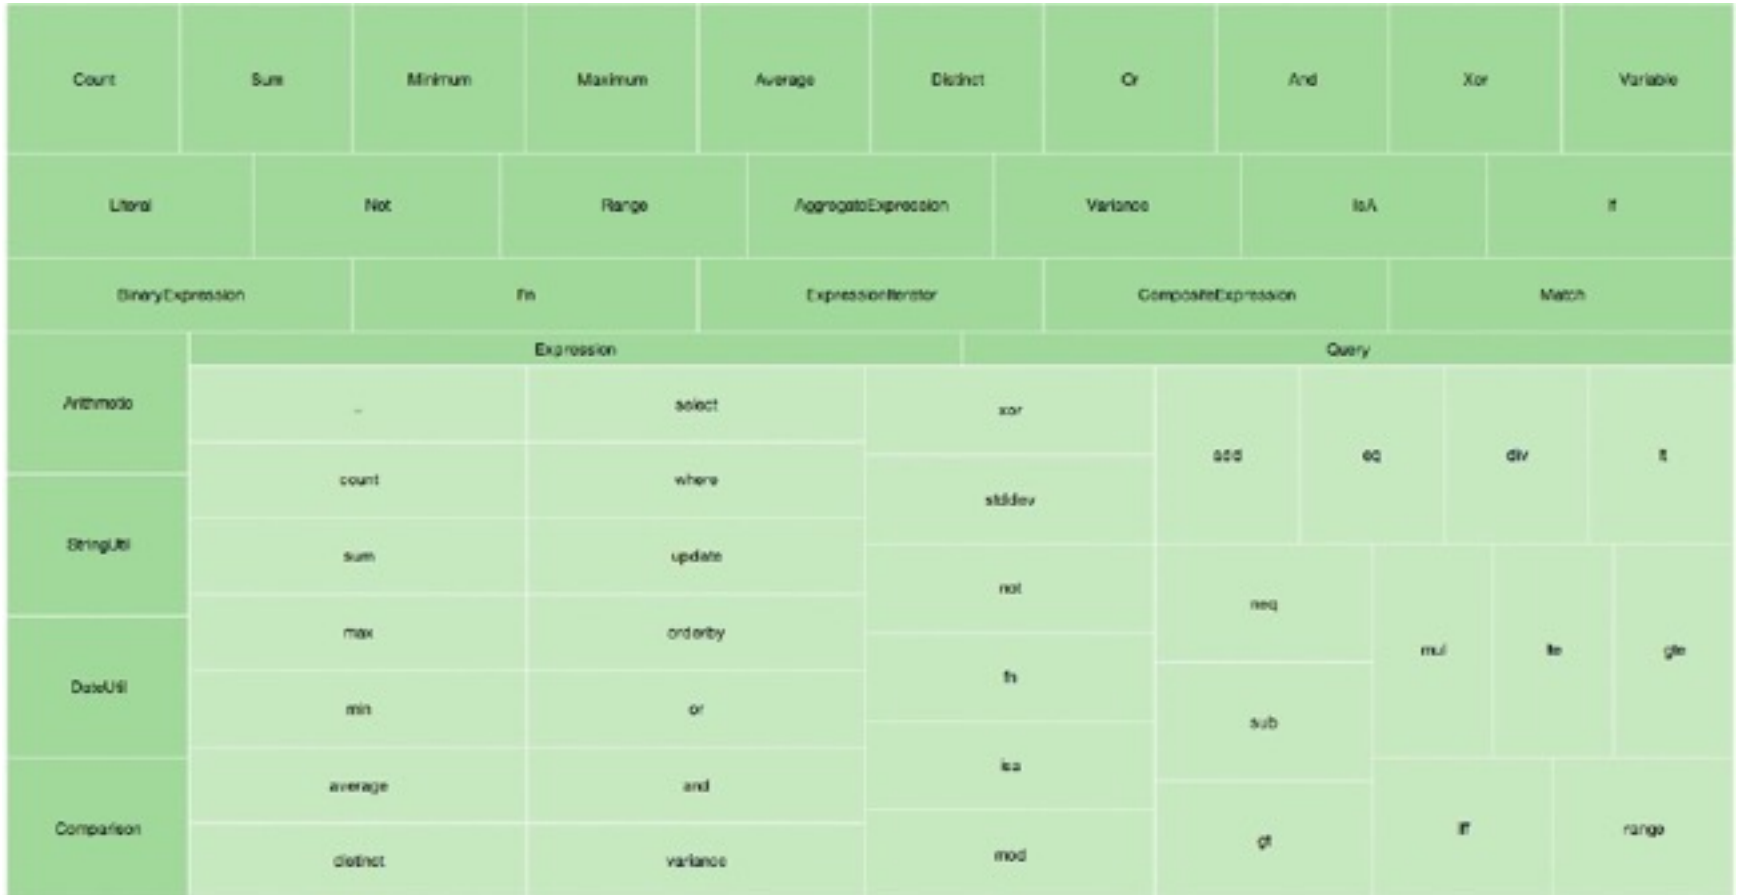 Count Sum Minimum Maximum Average Distinct Or And Xor Variable
Literal Not Range AggregateExpression Variance IsA If
BinaryExpression Fn ExpressionIterator CompositeExpression Match
Expression Query
Arithmetic
StringUtil
DateUtil
Comparison
_
count
sum
max
min
average
distinct
select
where
update
orderby
or
and
variance
xor
stddev
not
fn
isa
mod
add eq div lt
neq
sub
gt
mul lte gte
iff range